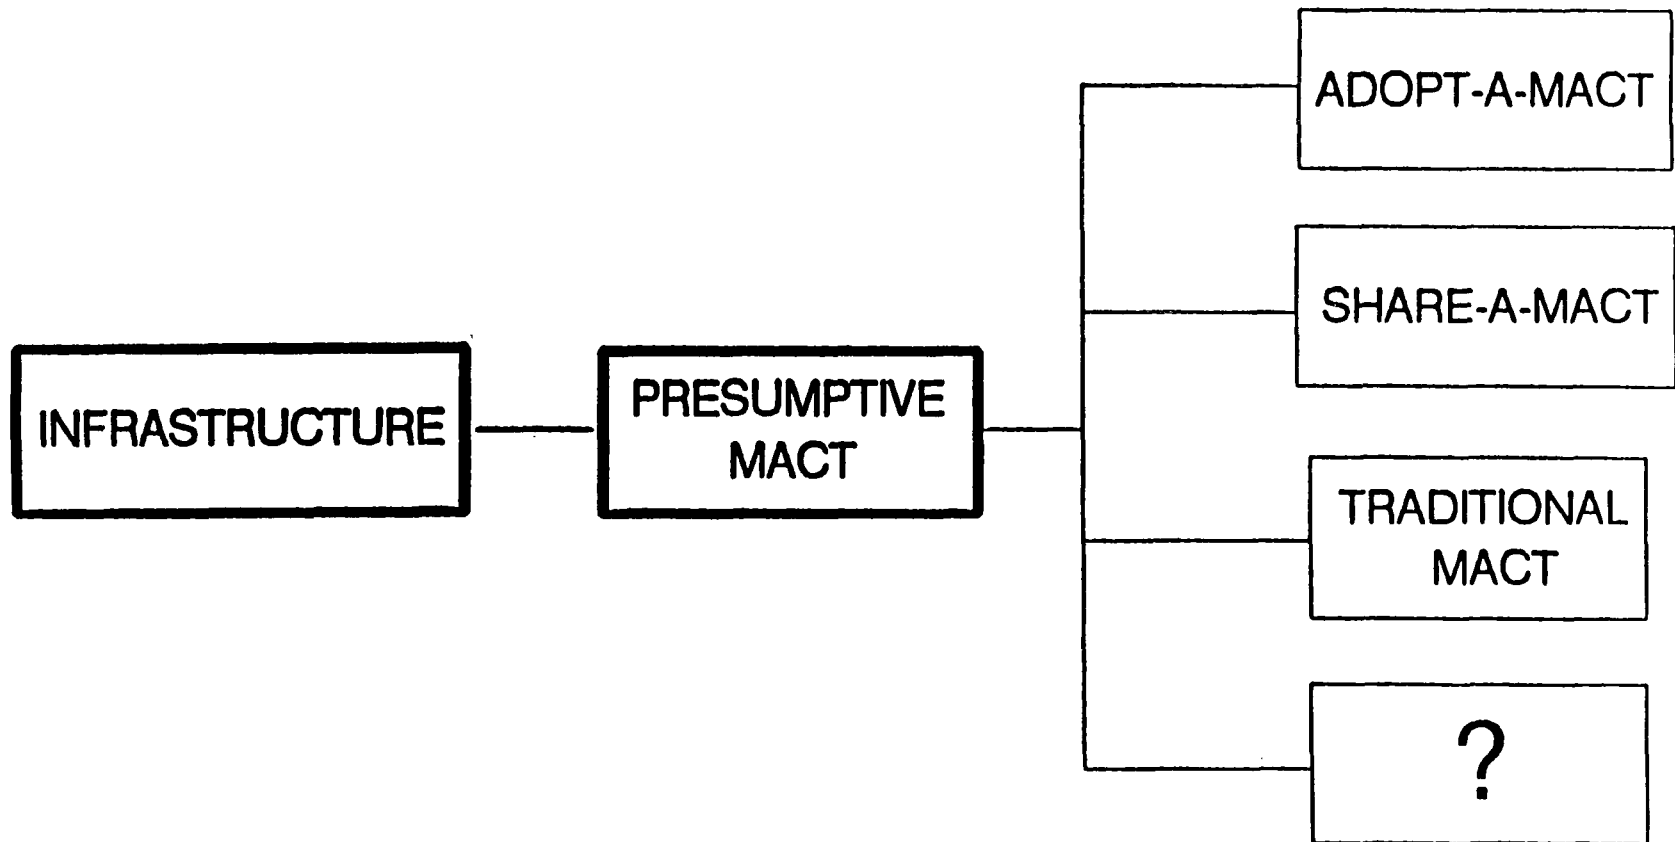 INFRASTRUCTURE
PRESUMPTIVE
MACT
ADOPT-A-MACT
SHARE-A-MACT
TRADITIONAL
MACT
?